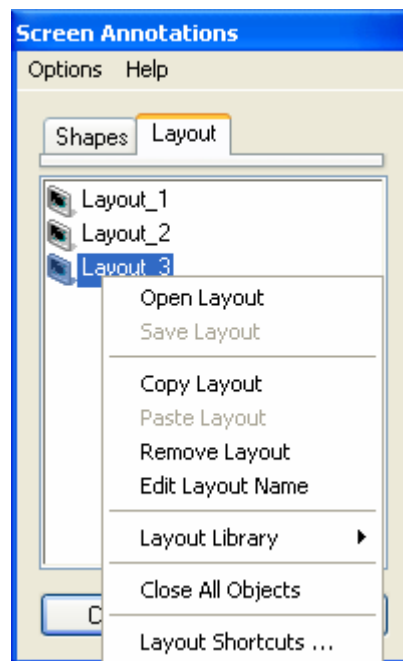 Screen Annotations
Options Help
Shapes Layout
Layout_1
Layout_2
Layout_3
Open Layout
Save Layout
Copy Layout
Paste Layout
Remove Layout
Edit Layout Name
Layout Library
Close All Objects
Layout Shortcuts ...